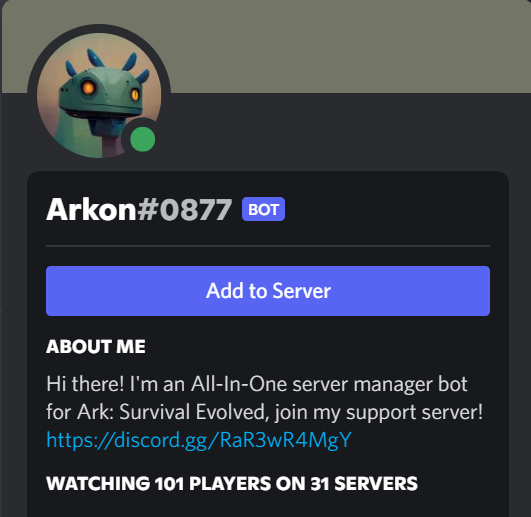 Arkon#0877 BOT
Add to Server
ABOUT ME
Hi there! I'm an All-In-One server manager bot
for Ark: Survival Evolved, join my support server!
https://discord.gg/RaR3wR4MgY
WATCHING 101 PLAYERS ON 31 SERVERS